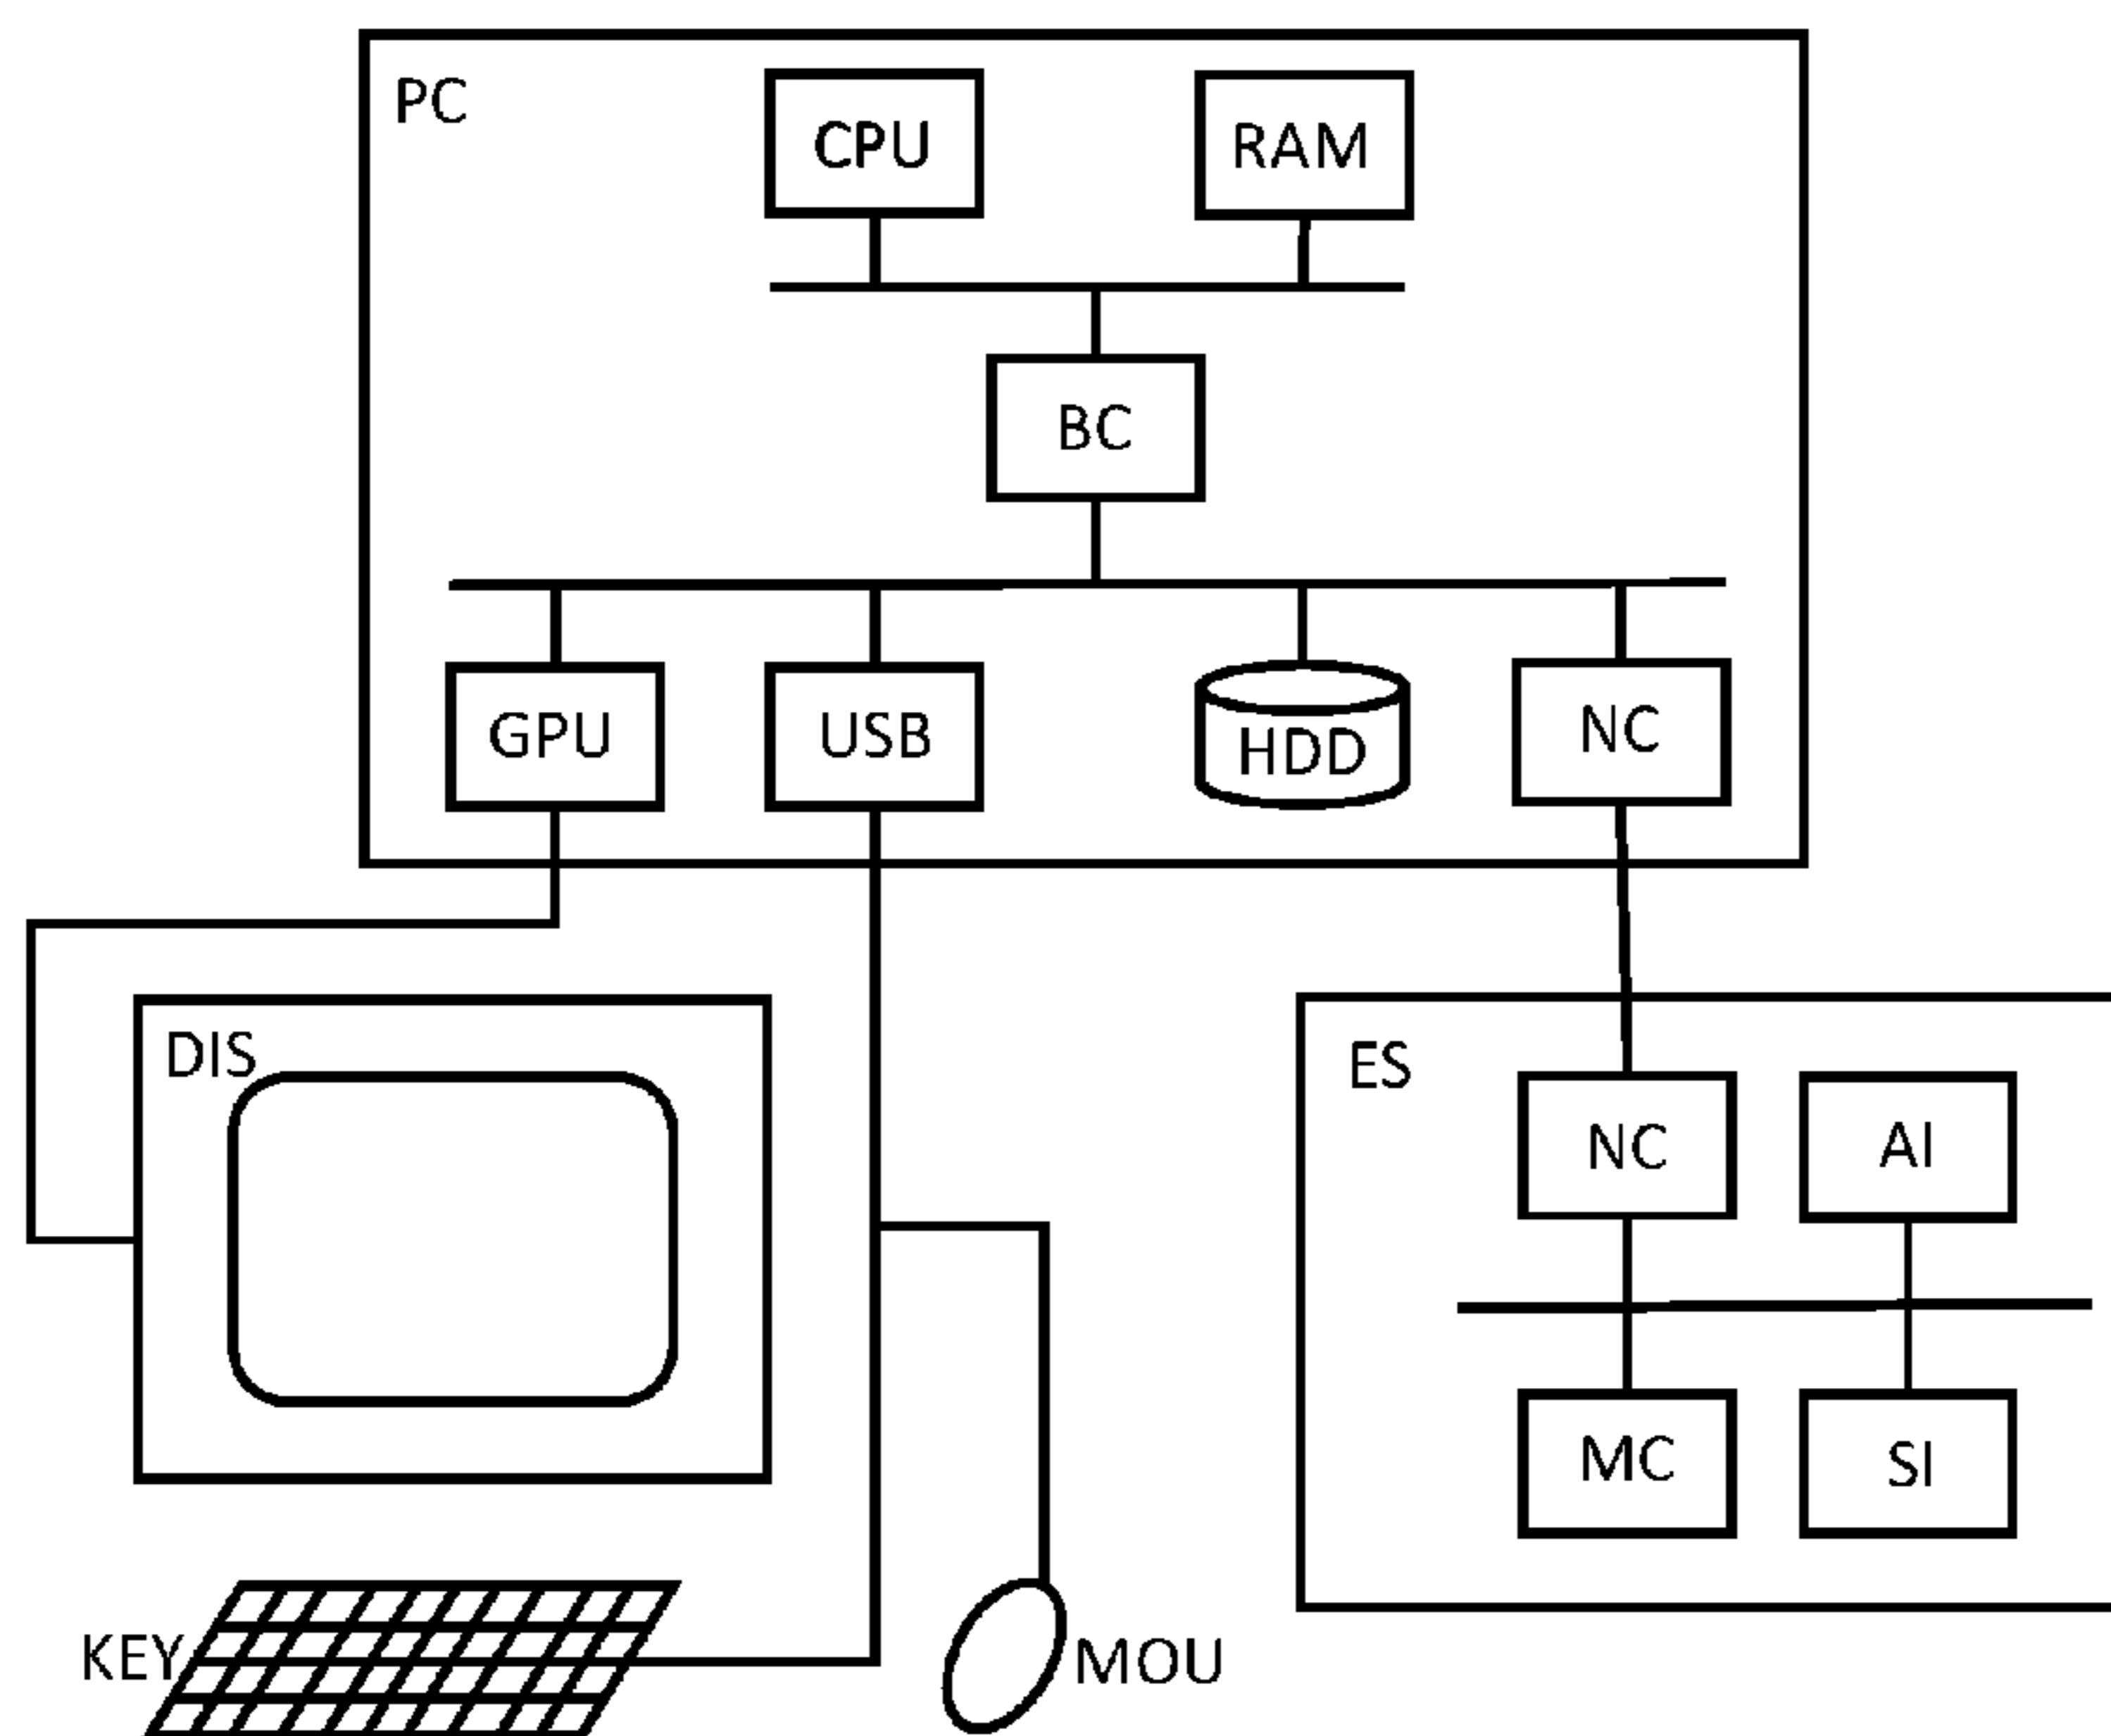 PC
CPU
RAM
BC
GPU
USB
HDD
NC
DIS
ES
NC
AI
MC
SI
KEY
MOU